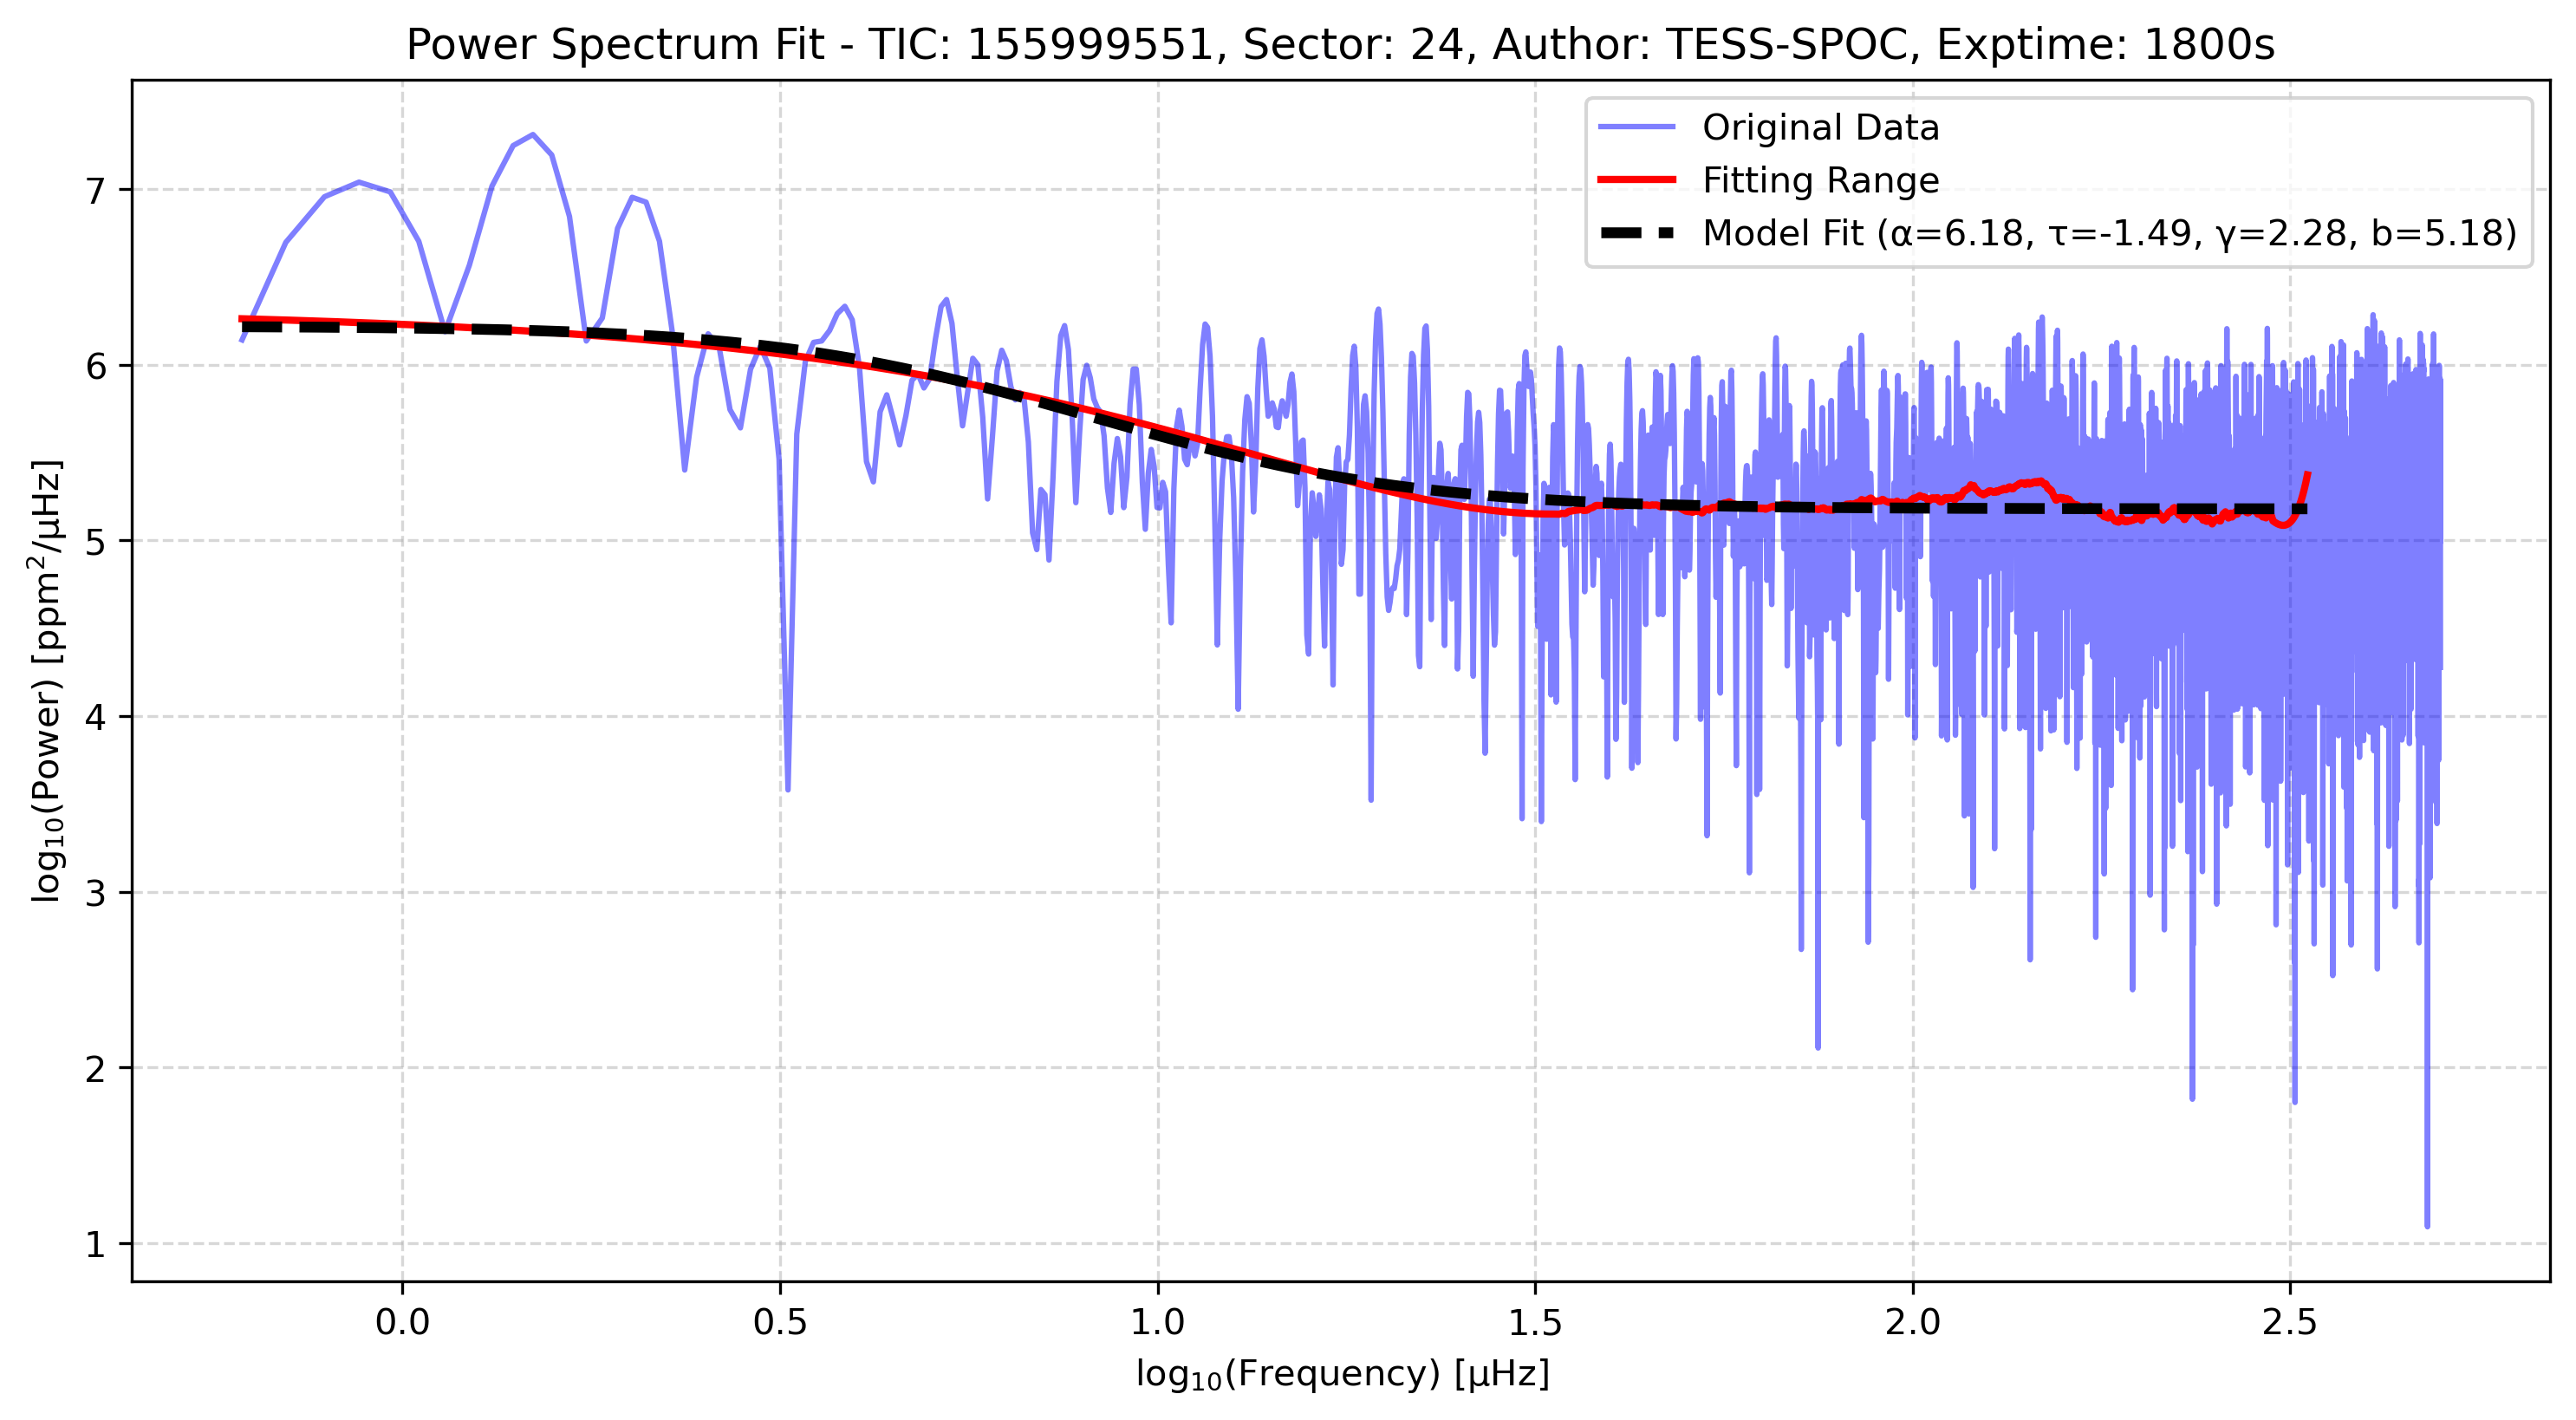 Power Spectrum Fit - TIC: 155999551, Sector: 24, Author: TESS-SPOC, Exptime: 1800s
Original Data
Fitting Range
Model Fit (α=6.18, τ=-1.49, γ=2.28, b=5.18)
log₁₀(Power) [ppm²/μHz]
7
6
5
4
3
2
1
0.0 0.5 1.0 1.5 2.0 2.5
log₁₀(Frequency) [μHz]